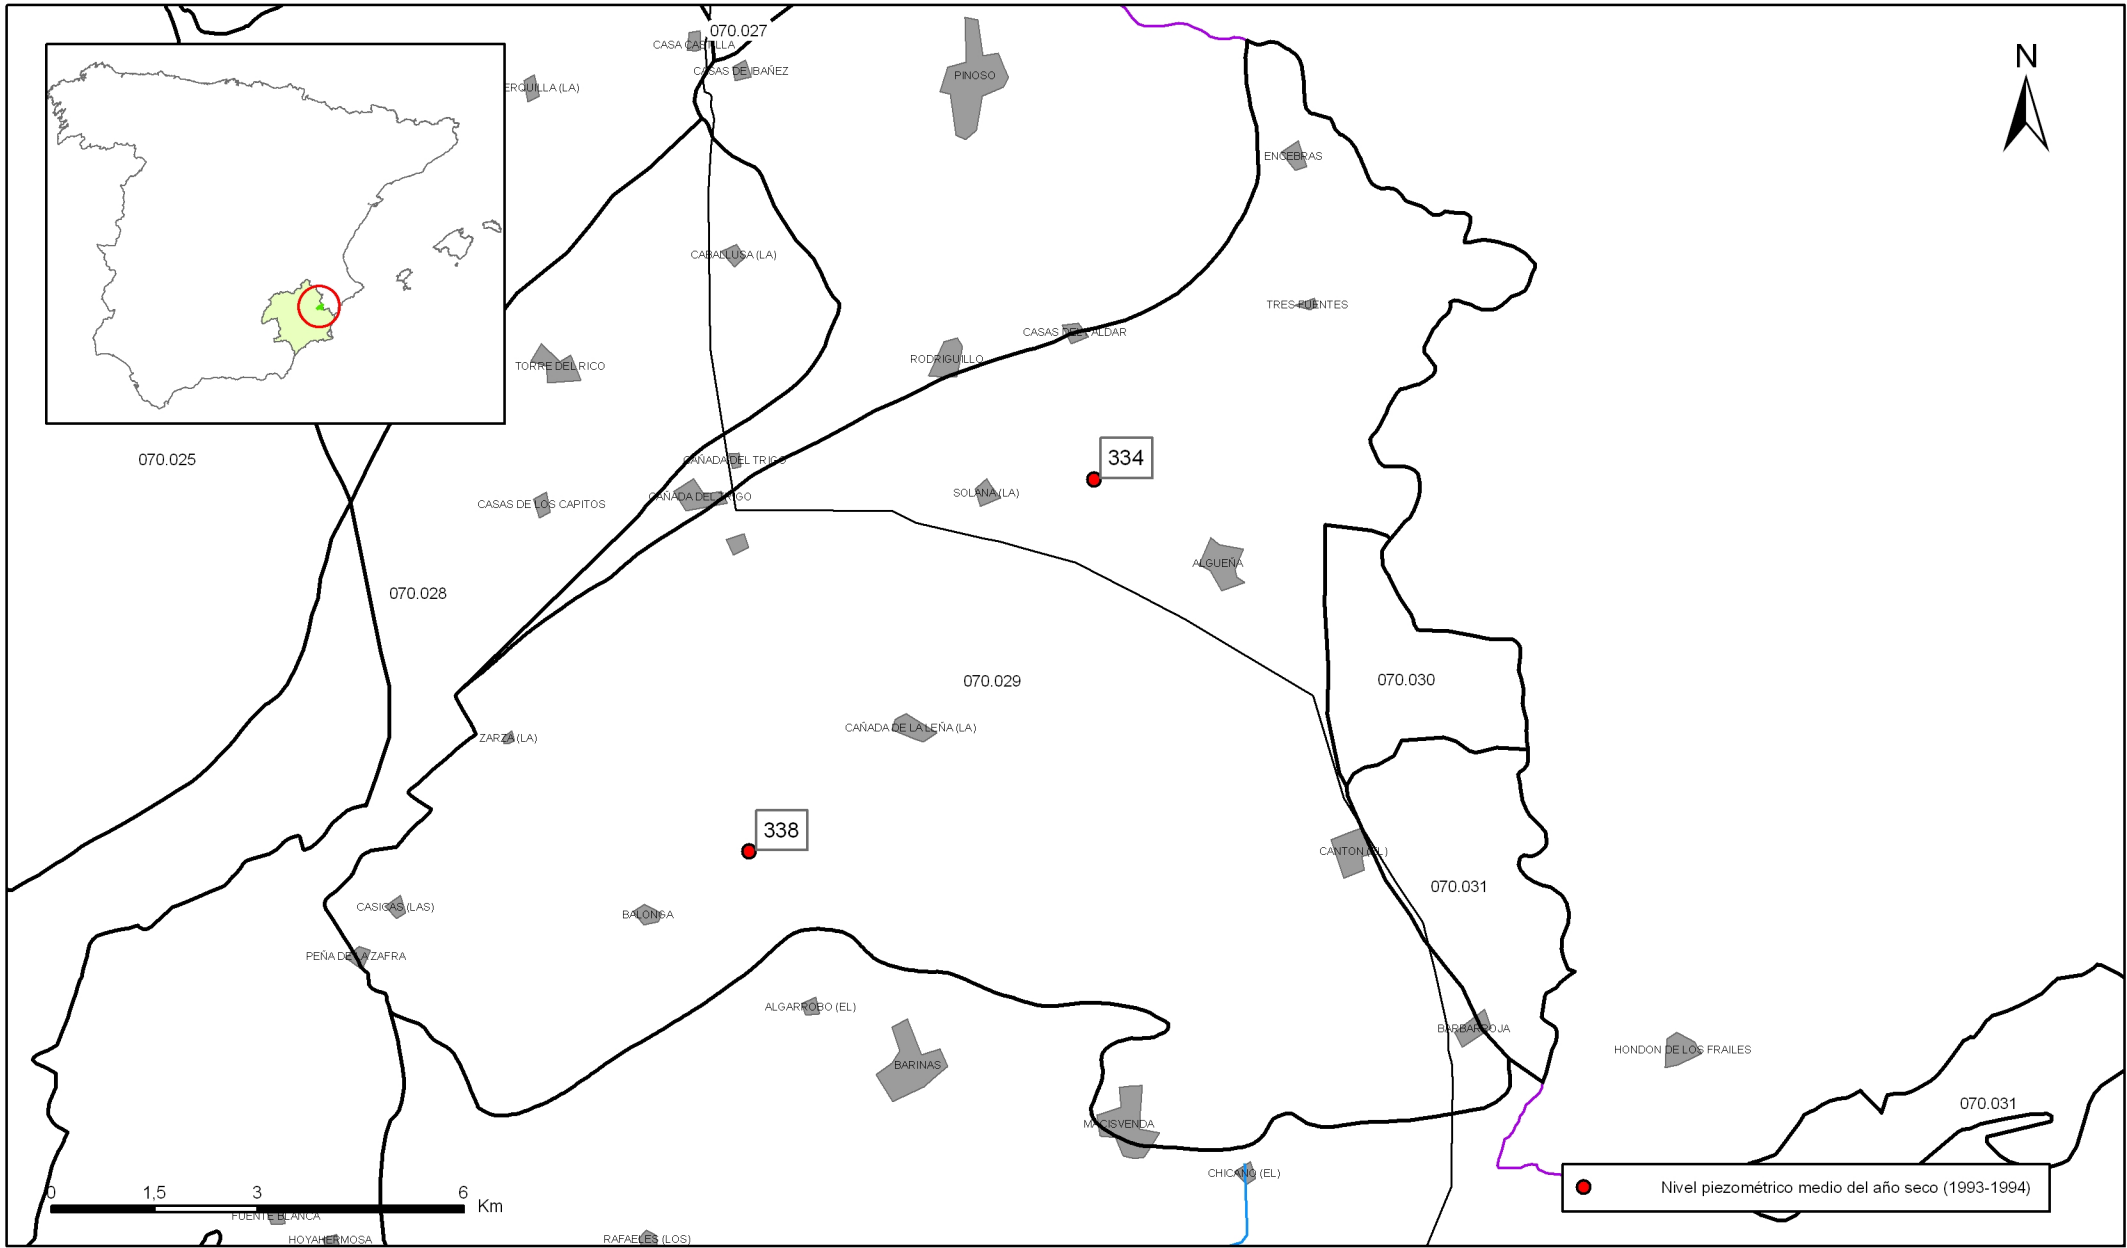 070.027
CASA CASTILLA
CASAS DE IBAÑEZ
PINOSO
N
ERQUILLA (LA)
ENCEBRAS
CABALLUSA (LA)
TRES FUENTES
CASAS DEL ALDAR
RODRIGUILLO
TORRE DEL RICO
070.025
CAÑADA DEL TRIGO
334
CASAS DE LOS CAPITOS
CAÑADA DEL TRIGO
SOLANA (LA)
ALGUEÑA
070.028
070.029
070.030
ZARZA (LA)
CAÑADA DE LA LEÑA (LA)
338
CANTON (EL)
070.031
CASICAS (LAS)
BALONGA
PEÑA DE LA ZAFRA
ALGARROBO (EL)
BARBARROJA
HONDON DE LOS FRAILES
BARINAS
070.031
MACISVENDA
CHICANO (EL)
Nivel piezométrico medio del año seco (1993-1994)
0 1,5 3 6
Km
FUENTE BLANCA
HOYAHERMOSA
RAFAELES (LOS)